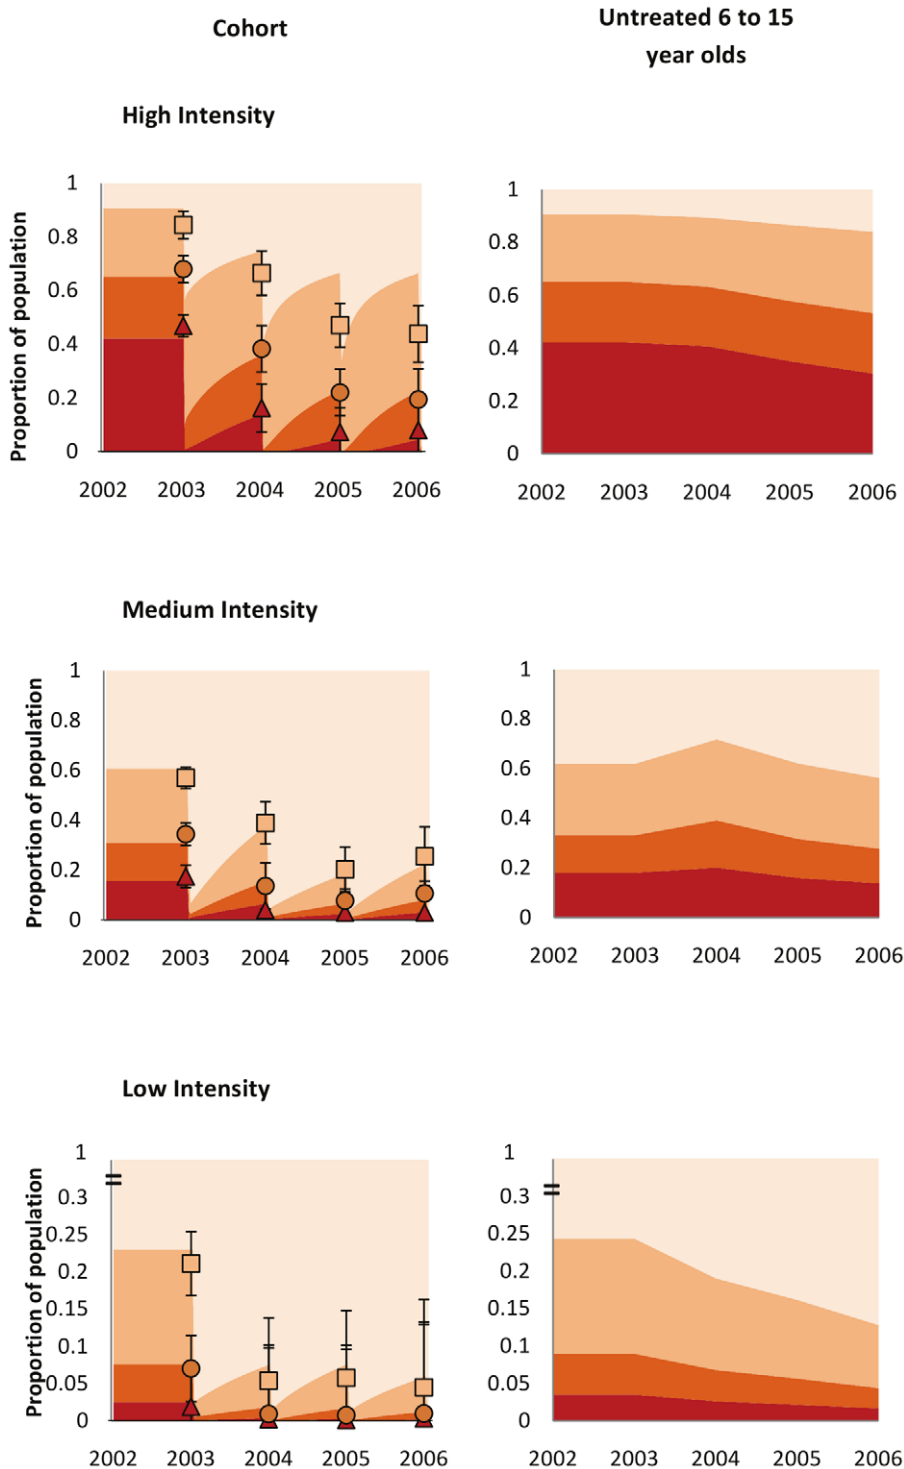 Cohort
Untreated 6 to 15
year olds
High Intensity
Proportion of population
1
0.8
0.6
0.4
0.2
0
2002 2003 2004 2005 2006
1
0.8
0.6
0.4
0.2
0
2002 2003 2004 2005 2006
Medium Intensity
Proportion of population
1
0.8
0.6
0.4
0.2
0
2002 2003 2004 2005 2006
1
0.8
0.6
0.4
0.2
0
2002 2003 2004 2005 2006
Low Intensity
Proportion of population
1
0.3
0.25
0.2
0.15
0.1
0.05
0
2002 2003 2004 2005 2006
1
0.3
0.25
0.2
0.15
0.1
0.05
0
2002 2003 2004 2005 2006